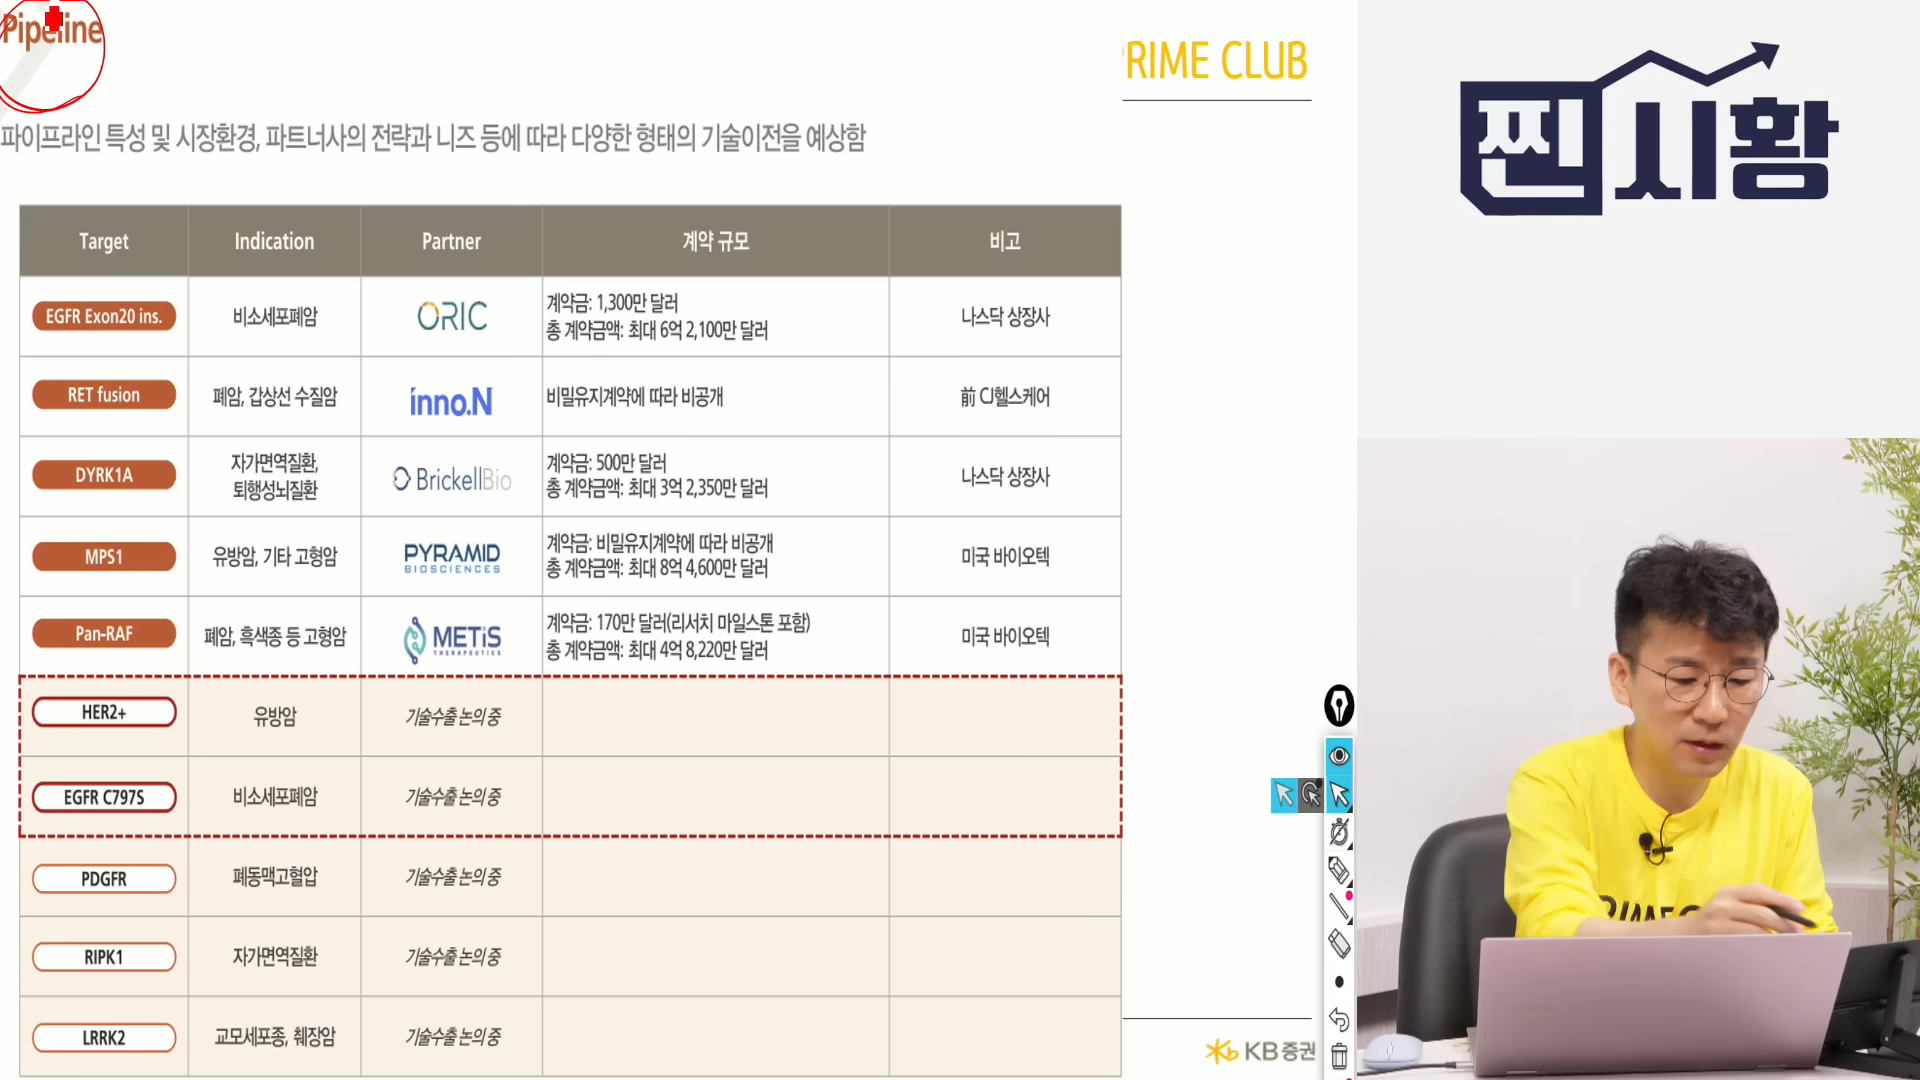 Pipeline
PRIME CLUB
찐시황
파이프라인 특성 및 시장환경, 파트너사의 전략과 니즈 등에 따라 다양한 형태의 기술이전을 예상함
Target Indication Partner 계약 규모 비고
EGFR Exon20 ins. 비소세포폐암 ORIC 계약금: 1,300만 달러
총 계약금액: 최대 6억 2,100만 달러 나스닥 상장사
RET fusion 폐암, 갑상선 수질암 inno.N 비밀유지계약에 따라 비공개 前 CJ헬스케어
DYRK1A 자가면역질환,
퇴행성뇌질환 BrickellBio 계약금: 500만 달러
총 계약금액: 최대 3억 2,350만 달러 나스닥 상장사
MPS1 유방암, 기타 고형암 PYRAMID
BIOSCIENCES 계약금: 비밀유지계약에 따라 비공개
총 계약금액: 최대 8억 4,600만 달러 미국 바이오텍
Pan-RAF 폐암, 흑색종 등 고형암 METiS
THERAPEUTICS 계약금: 170만 달러(리서치 마일스톤 포함)
총 계약금액: 최대 4억 8,220만 달러 미국 바이오텍
HER2+ 유방암 기술수출 논의 중
EGFR C797S 비소세포폐암 기술수출 논의 중
PDGFR 폐동맥고혈압 기술수출 논의 중
RIPK1 자가면역질환 기술수출 논의 중
LRRK2 교모세포종, 췌장암 기술수출 논의 중
KB증권